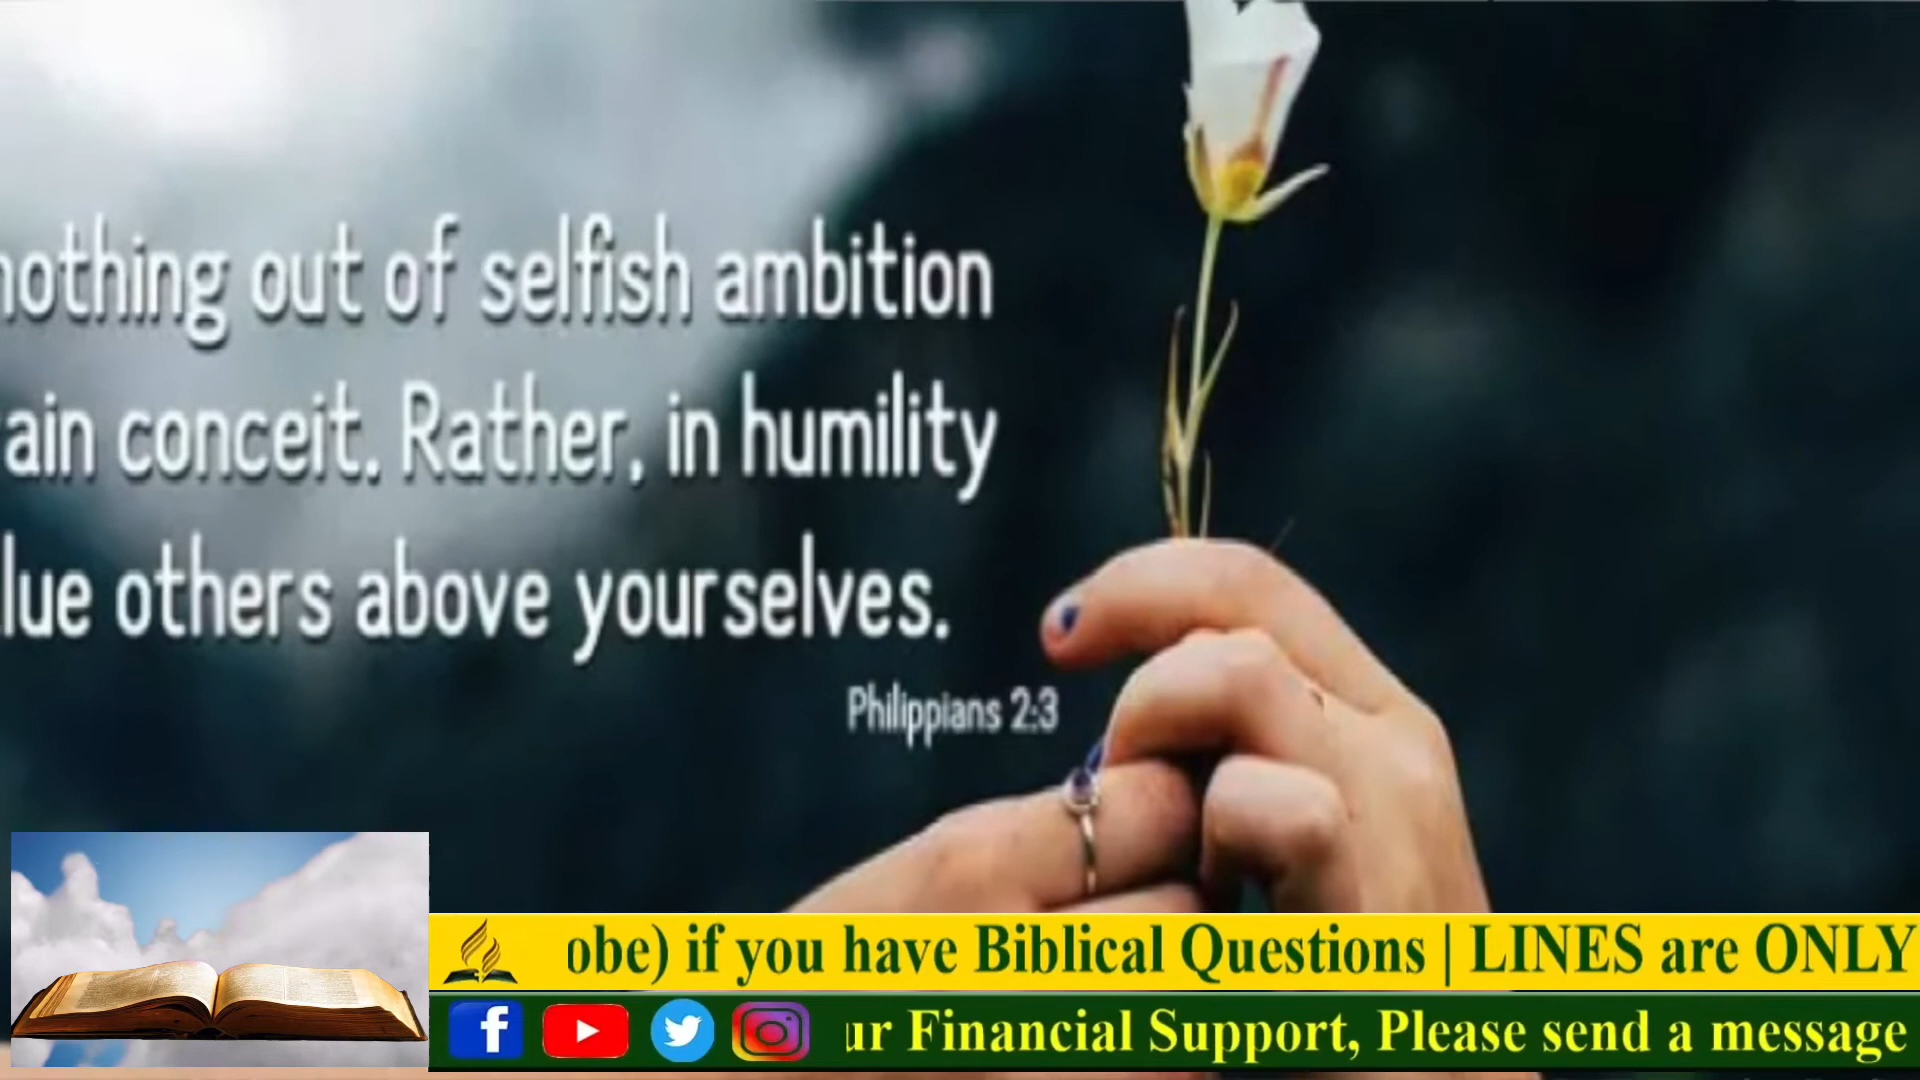 nothing out of selfish ambition
ain conceit. Rather, in humility
lue others above yourselves.
Philippians 2:3
obe) if you have Biblical Questions | LINES are ONLY
ur Financial Support, Please send a message